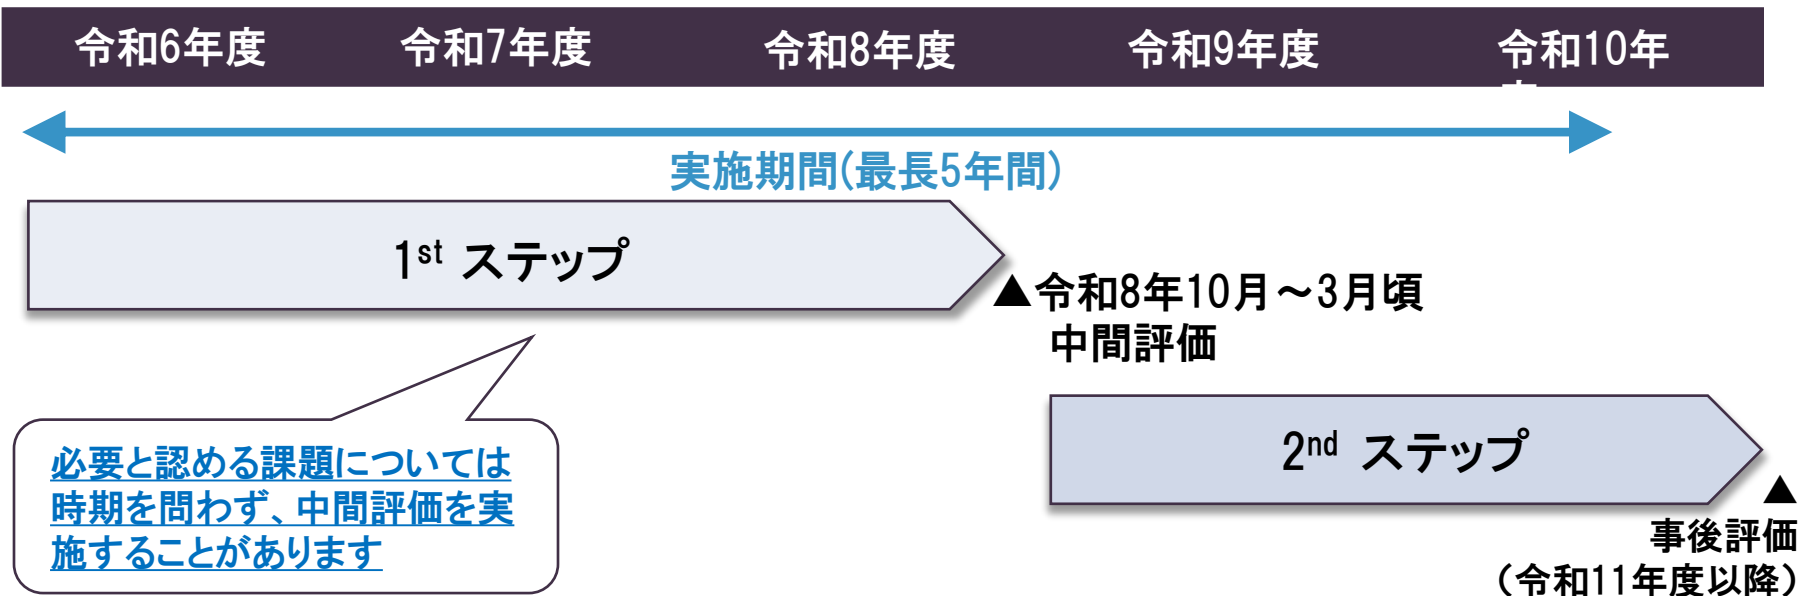 令和6年度 令和7年度 令和8年度 令和9年度 令和10年
実施期間(最長5年間)
1st ステップ
▲令和8年10月～3月頃
中間評価
必要と認める課題については
時期を問わず、中間評価を実
施することがあります
2nd ステップ
▲
事後評価
(令和11年度以降)